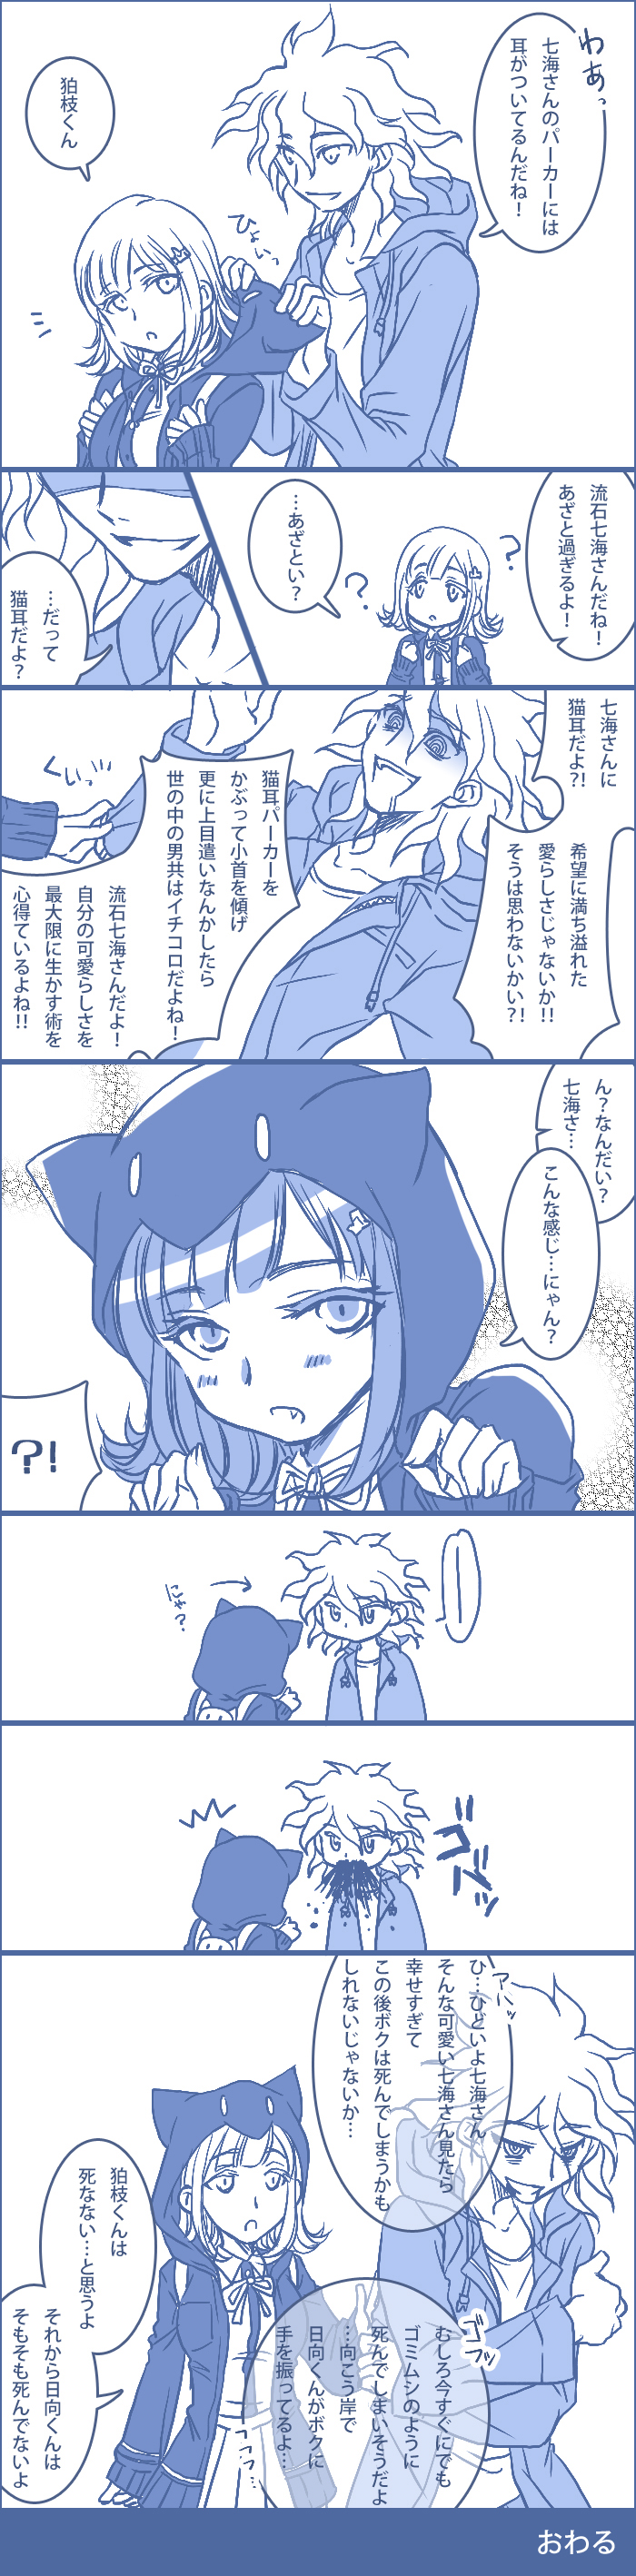 わあっ
七海さんのパーカーには
耳がついてるんだね！
狛枝くん
ひょいっ
流石七海さんだね！
あざと過ぎるよ！
？
…あざとい？
？
…だって
猫耳だよ？
七海さんに
猫耳だよ?!
希望に満ち溢れた
愛らしさじゃないか!!
そうは思わないかい?!
猫耳パーカーを
かぶって小首を傾げ
更に上目遣いなんかしたら
世の中の男共はイチコロだよね！
ぐいっ
流石七海さんだよ！
自分の可愛らしさを
最大限に生かす術を
心得ているよね!!
ん？なんだい？
七海さ…
こんな感じ…にゃん？
?!
にゃ？
ゴブッ
アハッ
ひ…ひどいよ七海さん
そんな可愛い七海さん見たら
幸せすぎて
この後ボクは死んでしまうかも
しれないじゃないか…
ゴフッ
むしろ今すぐにでも
ゴミムシのように
死んでしまいそうだよ
…向こう岸で
日向くんがボクに
手を振ってるよ…
フフフ…
狛枝くんは
死なない…と思うよ
それから日向くんは
そもそも死んでないよ
おわる